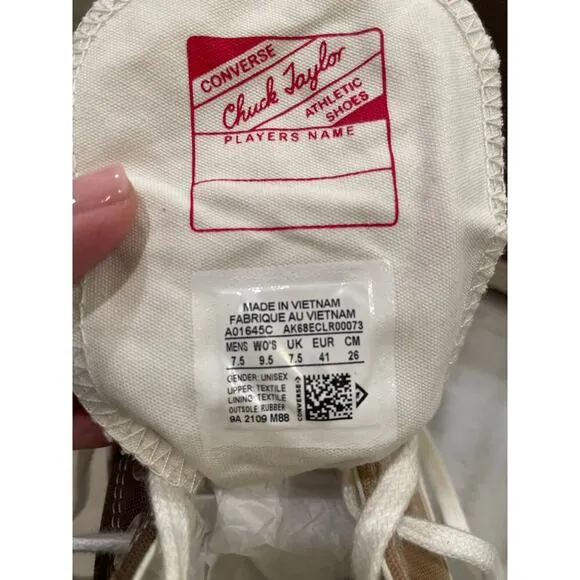 CONVERSE
Chuck Taylor
ATHLETIC
SHOES
PLAYERS NAME
MADE IN VIETNAM
FABRIQUE AU VIETNAM
A01645C AK68ECLR00073
MENS WO'S UK EUR CM
7.5 9.5 7.5 41 26
GENDER: UNISEX
UPPER: TEXTILE
LINING: TEXTILE
OUTSOLE: RUBBER
9A 2109 M88
CONVERSE